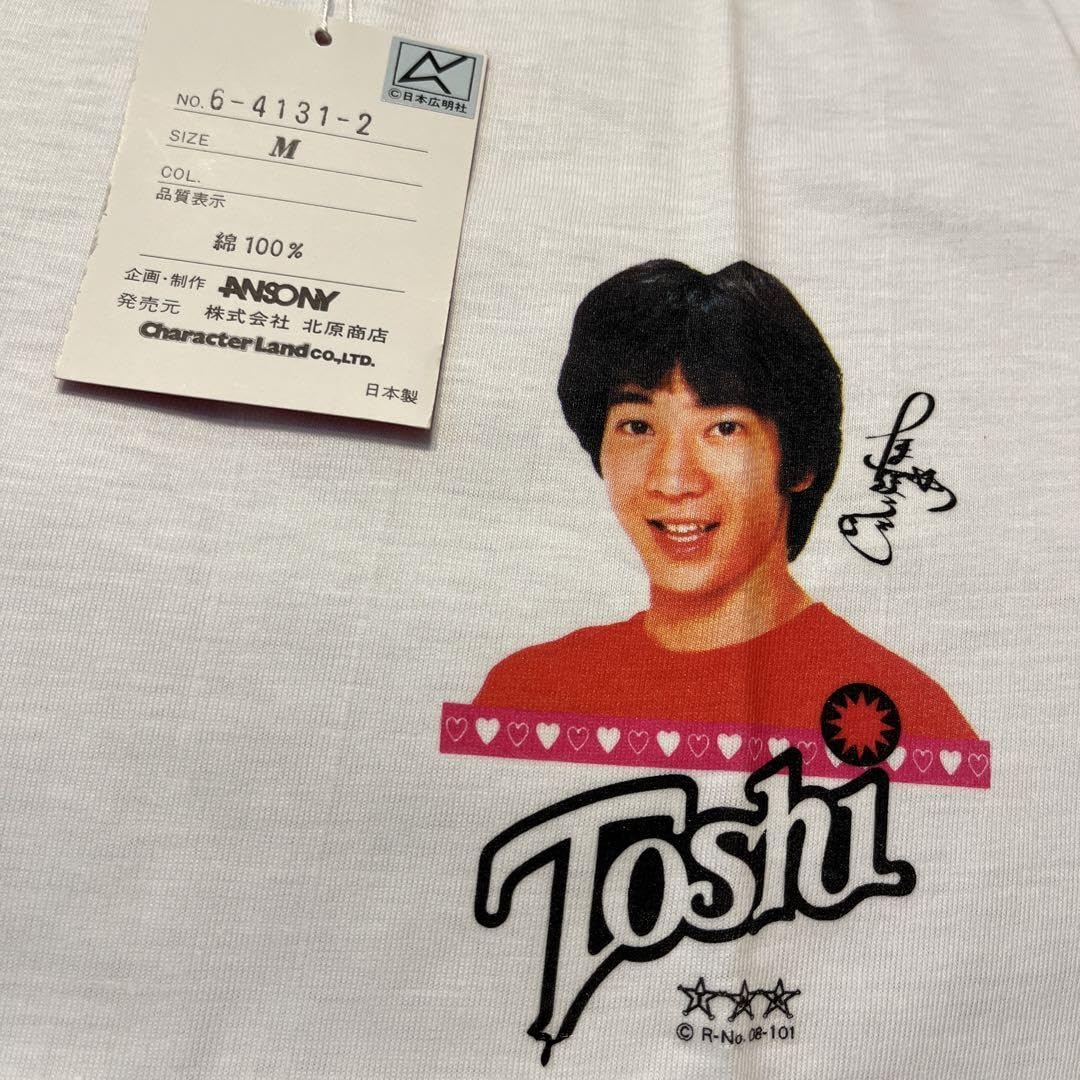 ©日本広明社
NO. 6-4131-2
SIZE M
COL.
品質表示
綿 100%
企画・制作 ANSONY
発売元 株式会社 北原商店
Character Land CO.,LTD.
日本製
Toshi
© R-No. 08-101